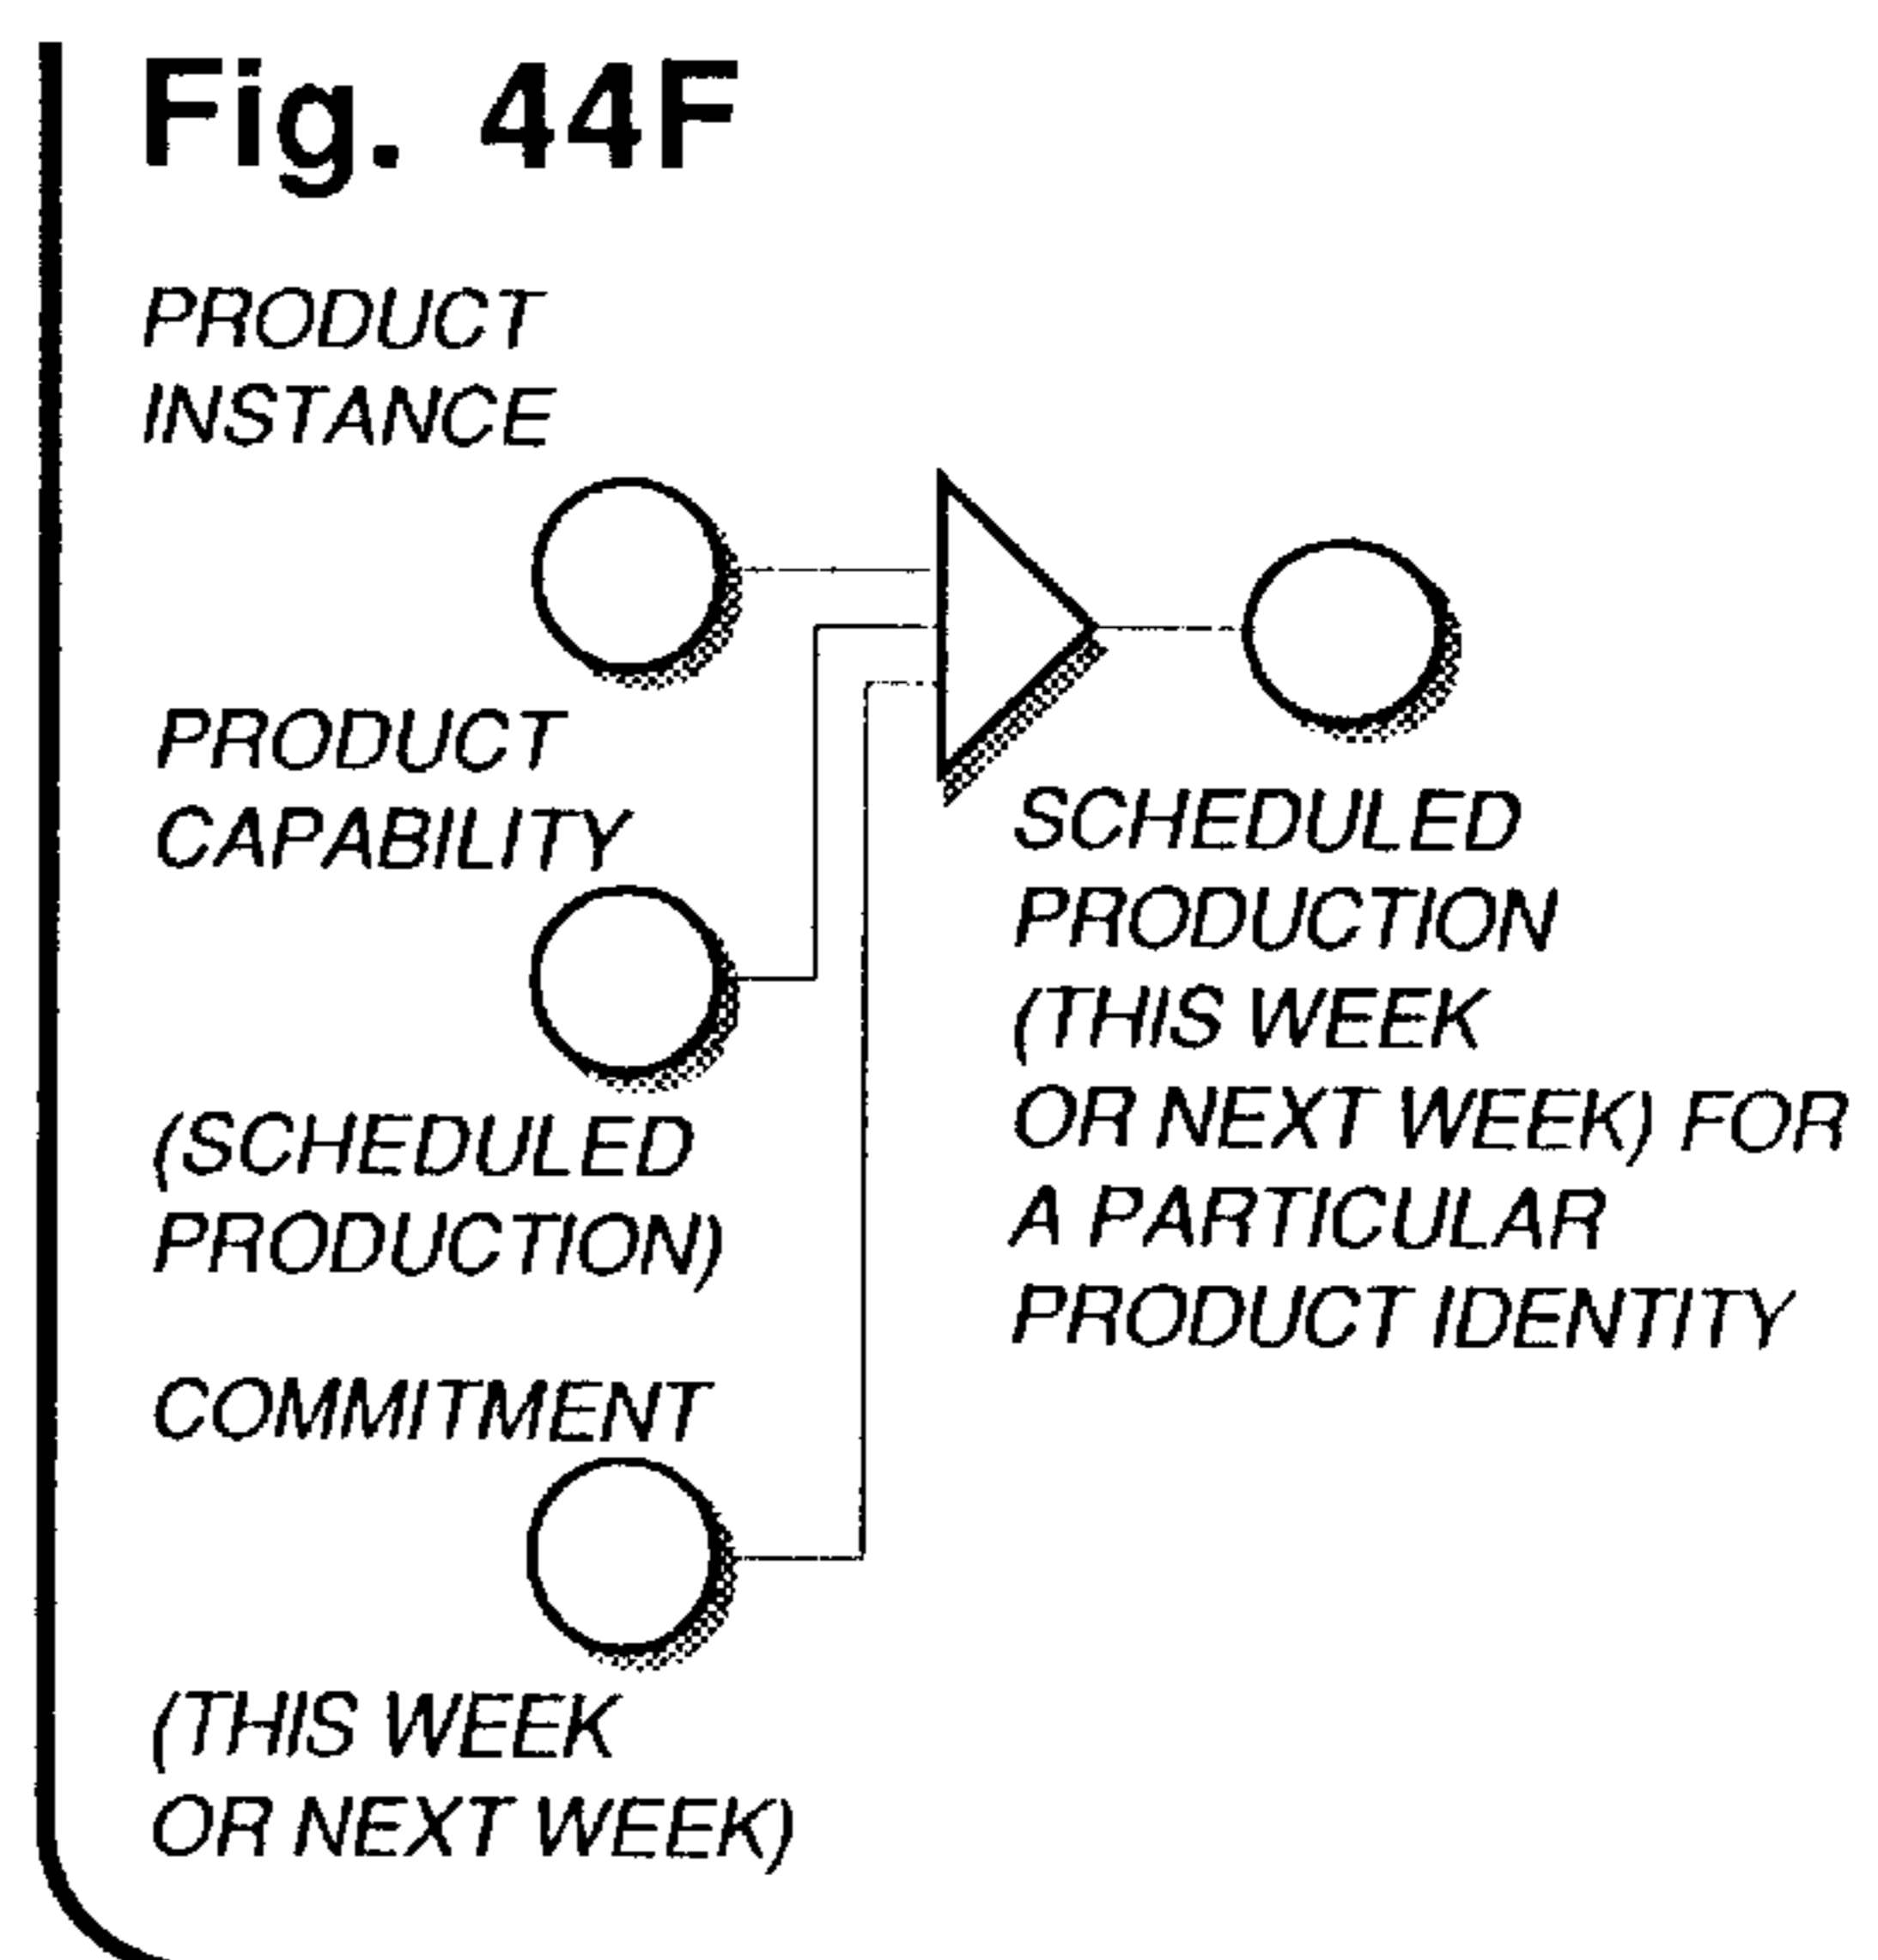 Fig. 44F
PRODUCT
INSTANCE
PRODUCT
CAPABILITY
(SCHEDULED
PRODUCTION)
COMMITMENT
(THIS WEEK
OR NEXT WEEK)
SCHEDULED
PRODUCTION
(THIS WEEK
OR NEXT WEEK) FOR
A PARTICULAR
PRODUCT IDENTITY